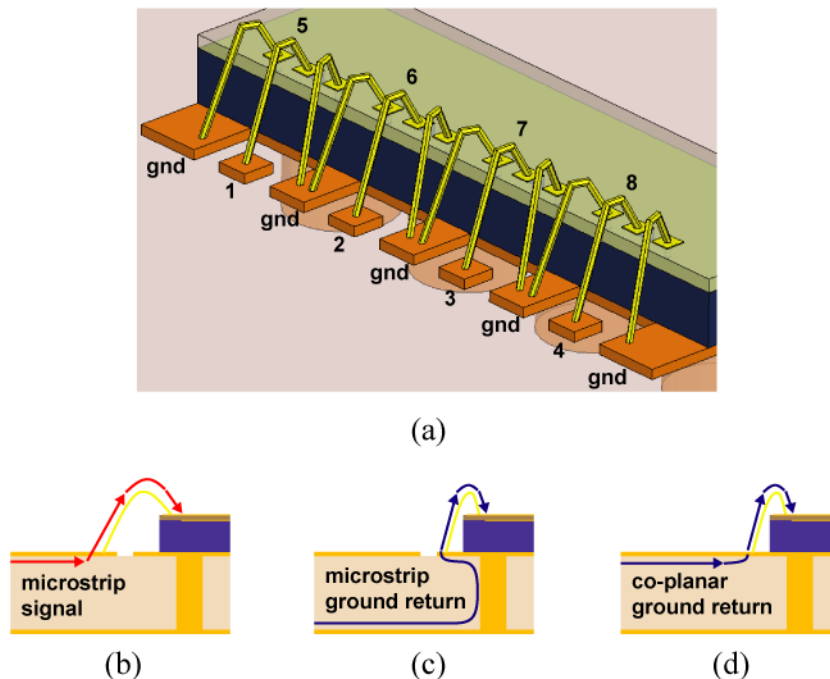 5
6
7
8
gnd
1
gnd
2
gnd
3
gnd
4
gnd
(a)
microstrip
signal
microstrip
ground return
co-planar
ground return
(b)
(c)
(d)